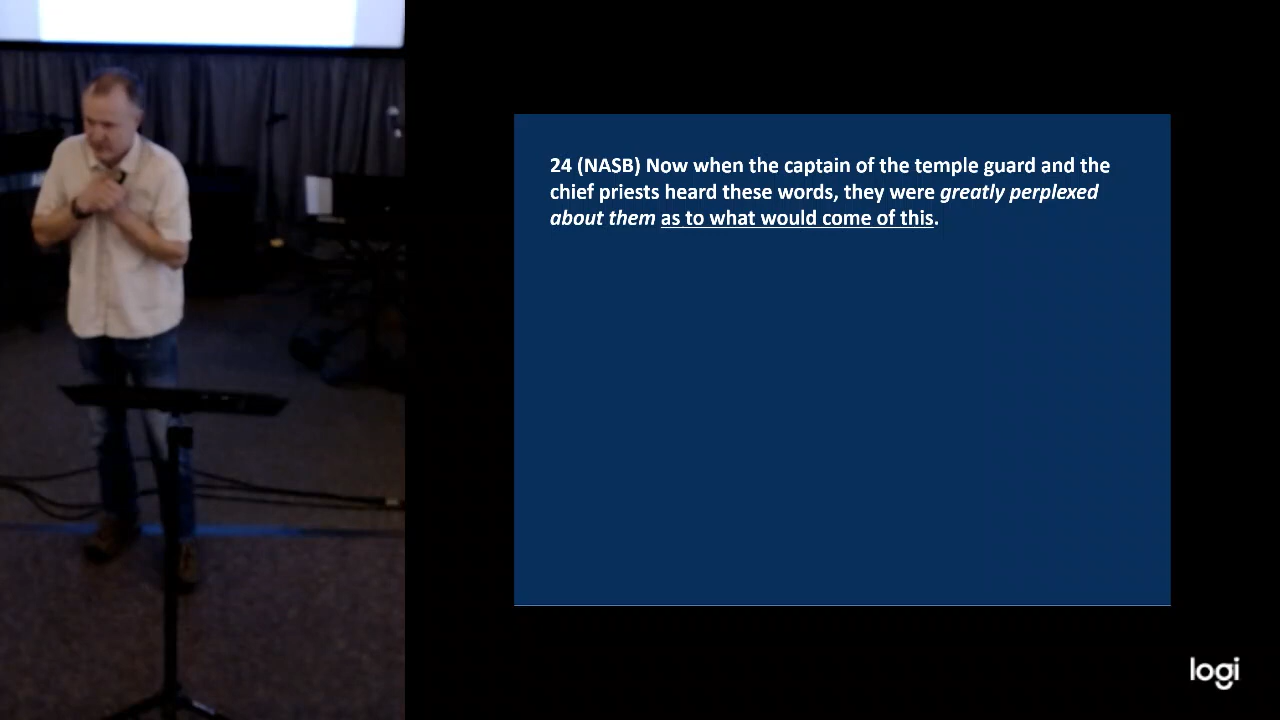 24 (NASB) Now when the captain of the temple guard and the
chief priests heard these words, they were greatly perplexed
about them as to what would come of this.
logi